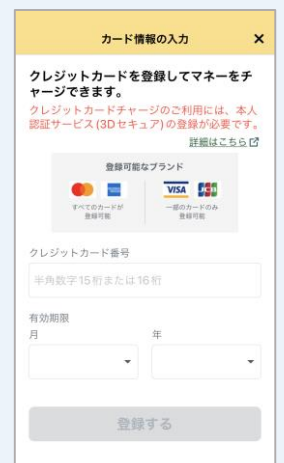 カード情報の入力 ×
クレジットカードを登録してマネーをチ
ャージできます。
クレジットカードチャージのご利用には、本人
認証サービス(3Dセキュア)の登録が必要です。
詳細はこちら
登録可能なブランド
VISA JCB
すべてのカードが
登録可能
一部のカードのみ
登録可能
クレジットカード番号
半角数字15桁または16桁
有効期限
月 年
登録する